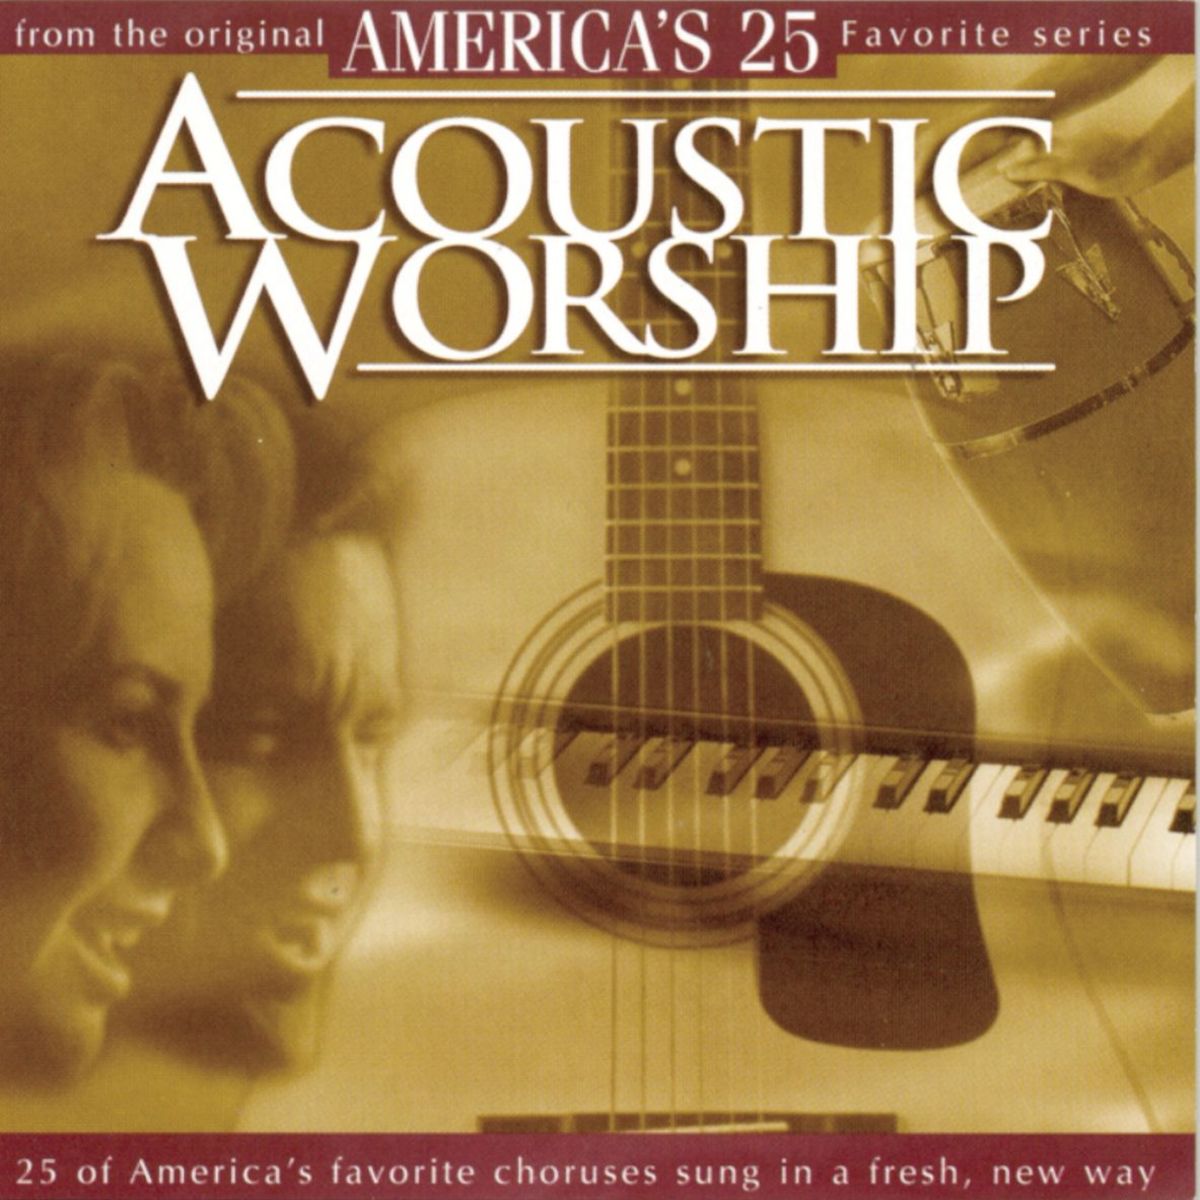 from the original AMERICA'S 25 Favorite series
ACOUSTIC
WORSHIP
25 of America's favorite choruses sung in a fresh, new way